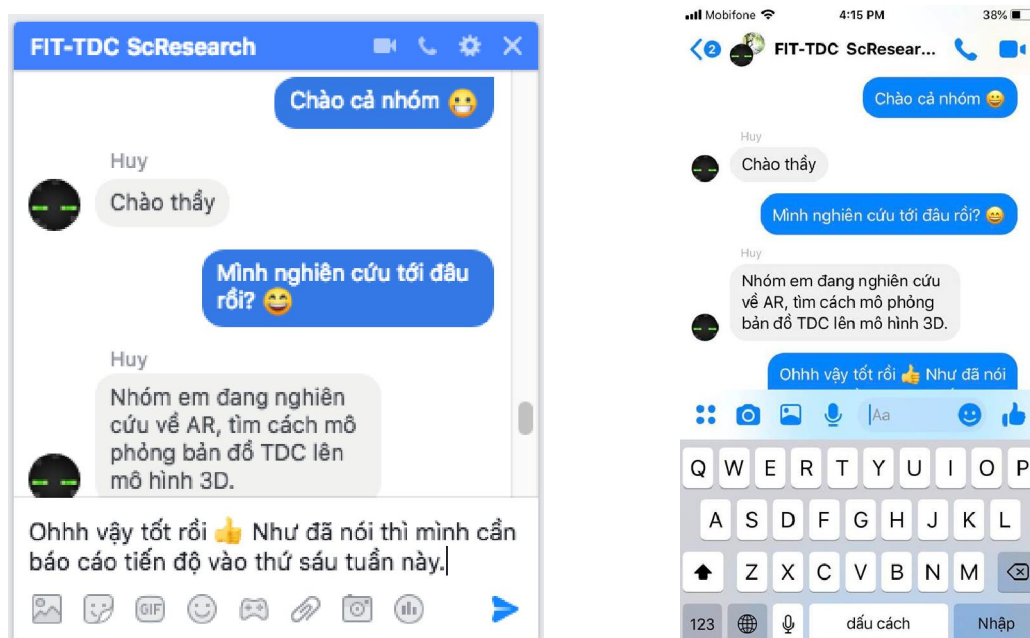 FIT-TDC ScResearch
Chào cả nhóm 😀
Huy
Chào thầy
Mình nghiên cứu tới đâu
rồi? 😄
Huy
Nhóm em đang nghiên
cứu về AR, tìm cách mô
phỏng bản đồ TDC lên
mô hình 3D.
Ohhh vậy tốt rồi 👍 Như đã nói thì mình cần
báo cáo tiến độ vào thứ sáu tuần này.
GIF
Mobifone 4:15 PM 38%
2 FIT-TDC ScResear...
Chào cả nhóm 😄
Huy
Chào thầy
Mình nghiên cứu tới đâu rồi? 😄
Huy
Nhóm em đang nghiên cứu
về AR, tìm cách mô phỏng
bản đồ TDC lên mô hình 3D.
Ohhh vậy tốt rồi 👍 Như đã nói
Aa
Q W E R T Y U I O P
A S D F G H J K L
Z X C V B N M
123 dấu cách Nhập